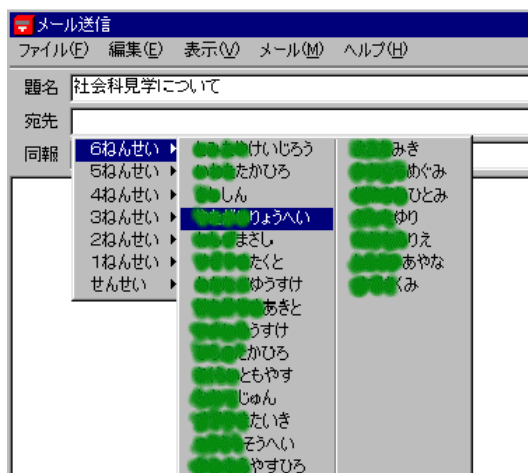 メール送信
ファイル(F) 編集(E) 表示(V) メール(M) ヘルプ(H)
題名 社会科見学について
宛先
同報
6ねんせい
5ねんせい
4ねんせい
3ねんせい
2ねんせい
1ねんせい
せんせい
けいじろう
たかひろ
しん
りょうへい
まさし
たくと
ゆうすけ
あきと
うすけ
かひろ
ともやす
じゅん
たいき
そうへい
やすひろ
みき
めぐみ
ひとみ
ゆり
りえ
あやな
くみ